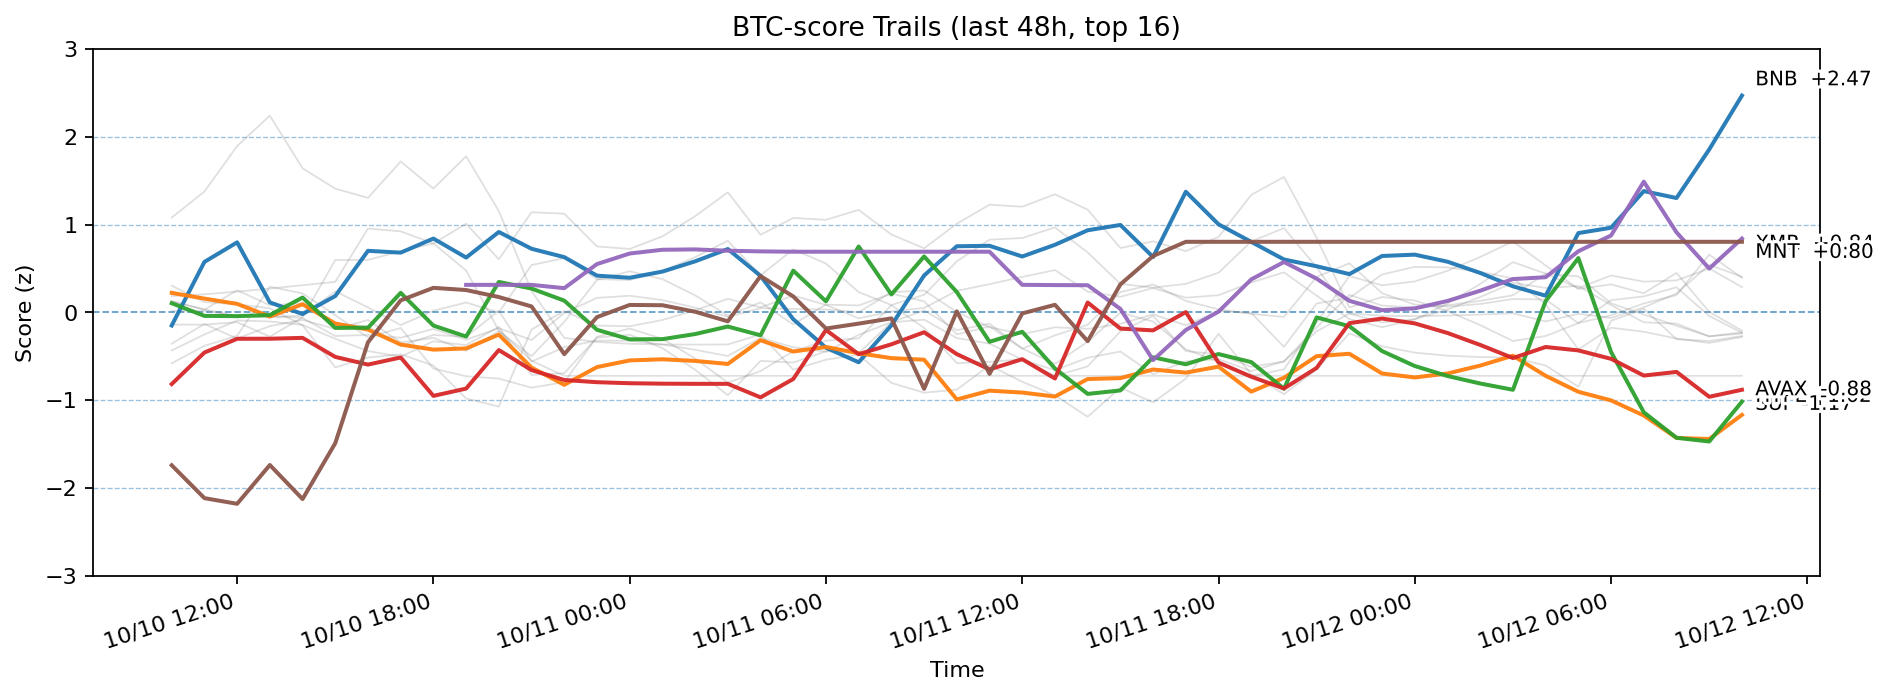 BTC-score Trails (last 48h, top 16)
Score (z)
3
2
1
0
−1
−2
−3
BNB +2.47
MNT +0.80
AVAX -0.88
10/10 12:00
10/10 18:00
10/11 00:00
10/11 06:00
10/11 12:00
10/11 18:00
10/12 00:00
10/12 06:00
10/12 12:00
Time